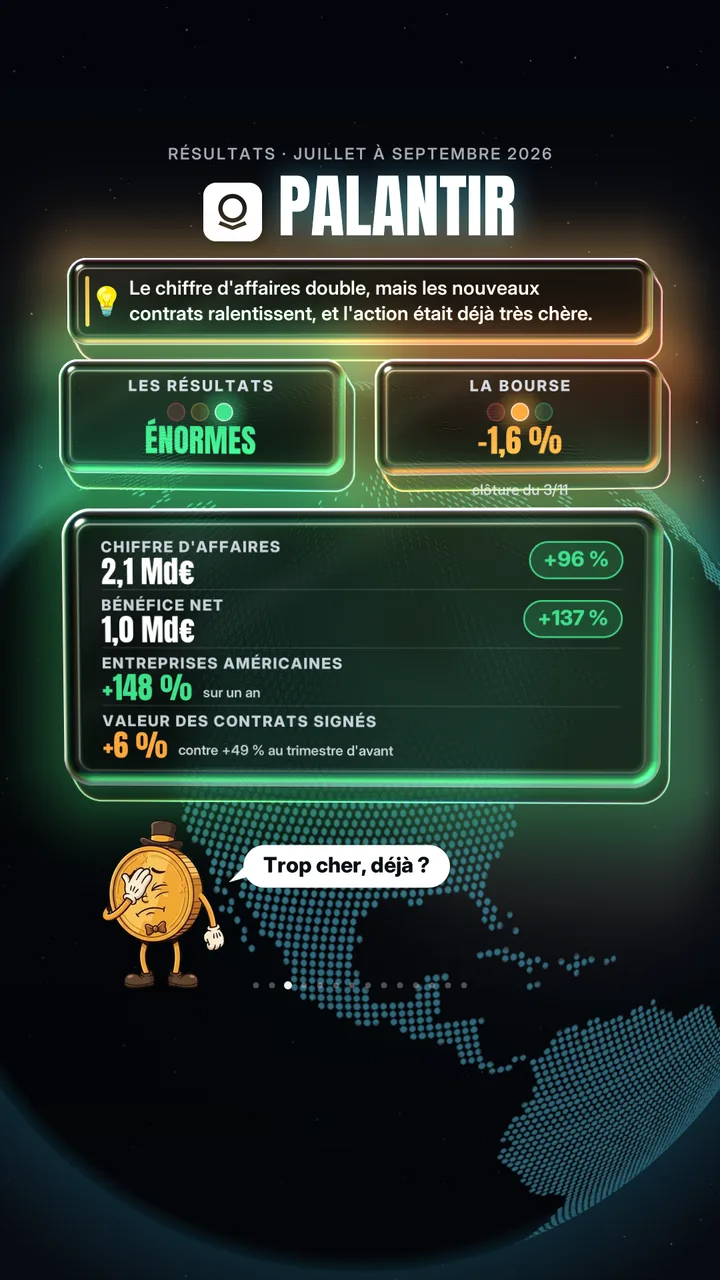 RÉSULTATS · JUILLET À SEPTEMBRE 2026
PALANTIR
Le chiffre d'affaires double, mais les nouveaux
contrats ralentissent, et l'action était déjà très chère.
LES RÉSULTATS
ÉNORMES
LA BOURSE
-1,6 %
clôture du 3/11
CHIFFRE D'AFFAIRES
2,1 Md€
+96 %
BÉNÉFICE NET
1,0 Md€
+137 %
ENTREPRISES AMÉRICAINES
+148 % sur un an
VALEUR DES CONTRATS SIGNÉS
+6 % contre +49 % au trimestre d'avant
Trop cher, déjà ?